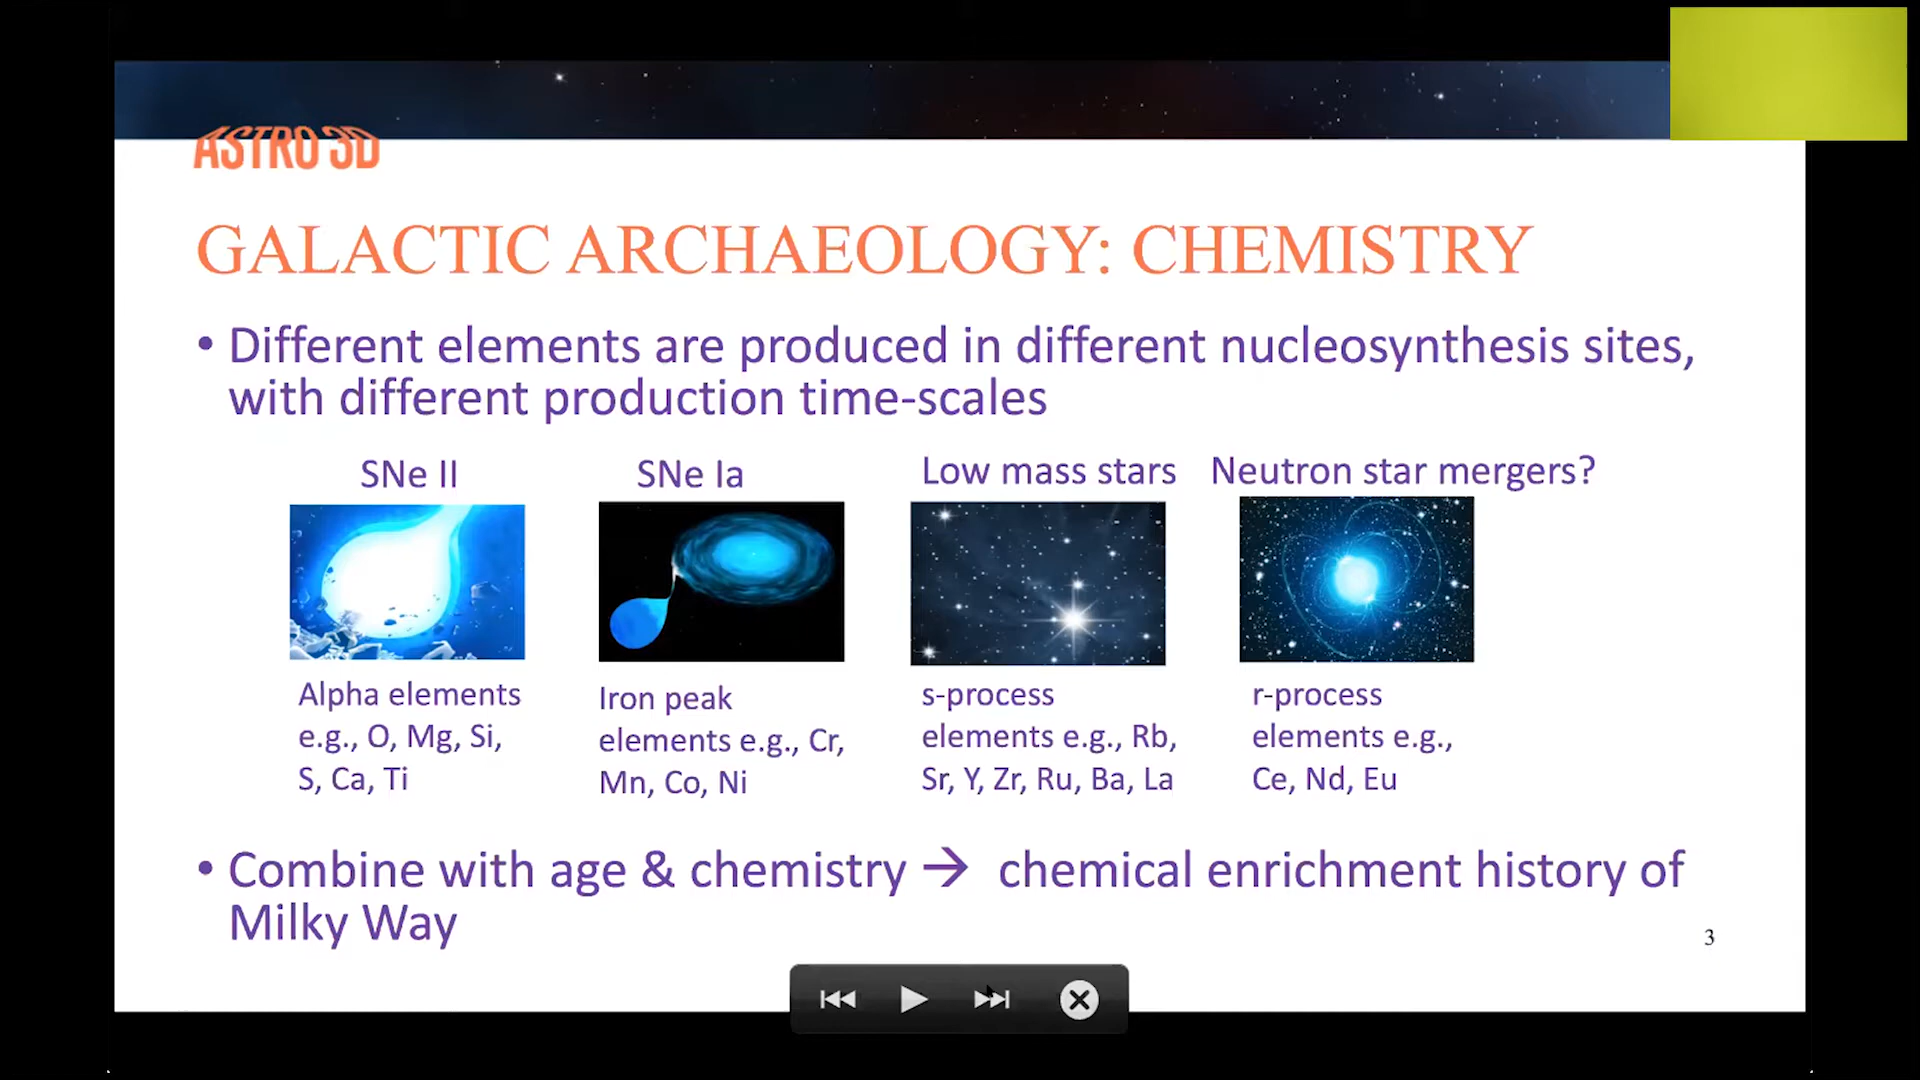 ASTRO 3D
GALACTIC ARCHAEOLOGY: CHEMISTRY
• Different elements are produced in different nucleosynthesis sites,
with different production time-scales
SNe II
SNe Ia
Low mass stars
Neutron star mergers?
Alpha elements
e.g., O, Mg, Si,
S, Ca, Ti
Iron peak
elements e.g., Cr,
Mn, Co, Ni
s-process
elements e.g., Rb,
Sr, Y, Zr, Ru, Ba, La
r-process
elements e.g.,
Ce, Nd, Eu
• Combine with age & chemistry → chemical enrichment history of
Milky Way
3